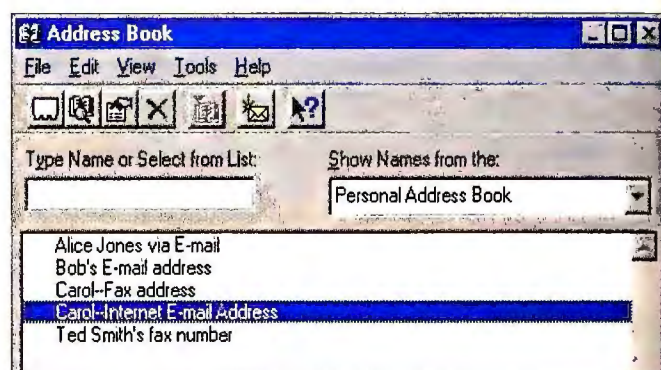 Address Book
File Edit View Tools Help
Type Name or Select from List:
Show Names from the:
Personal Address Book
Alice Jones via E-mail
Bob's E-mail address
Carol--Fax address
Carol--Internet E-mail Address
Ted Smith's fax number